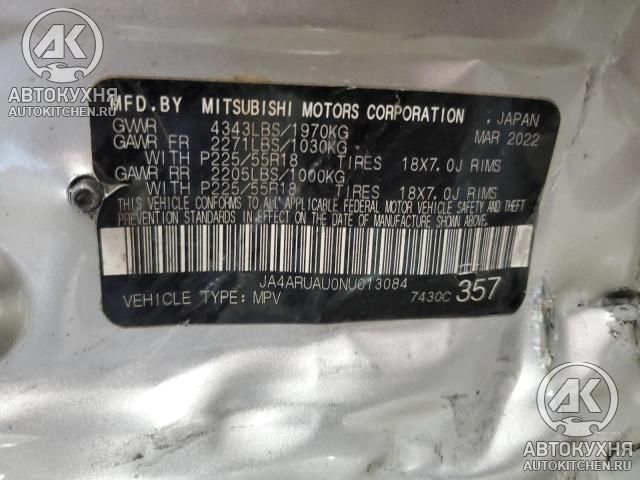 АК
АВТОКУХНЯ
AUTOKITCHEN.RU
MFD.BY MITSUBISHI MOTORS CORPORATION , JAPAN
GVWR 4343LBS/1970KG MAR 2022
GAWR FR 2271LBS/1030KG
WITH P225/55R18 TIRES 18X7.0J RIMS
GAWR RR 2205LBS/1000KG
WITH P225/55R18 TIRES 18X7.0J RIMS
THIS VEHICLE CONFORMS TO ALL APPLICABLE FEDERAL MOTOR VEHICLE SAFETY AND THEFT
PREVENTION STANDARDS IN EFFECT ON THE DATE OF MANUFACTURE SHOWN ABOVE.
JA4ARUAU0NU013084
VEHICLE TYPE: MPV 7430C 357
АК
АВТОКУХНЯ
AUTOKITCHEN.RU